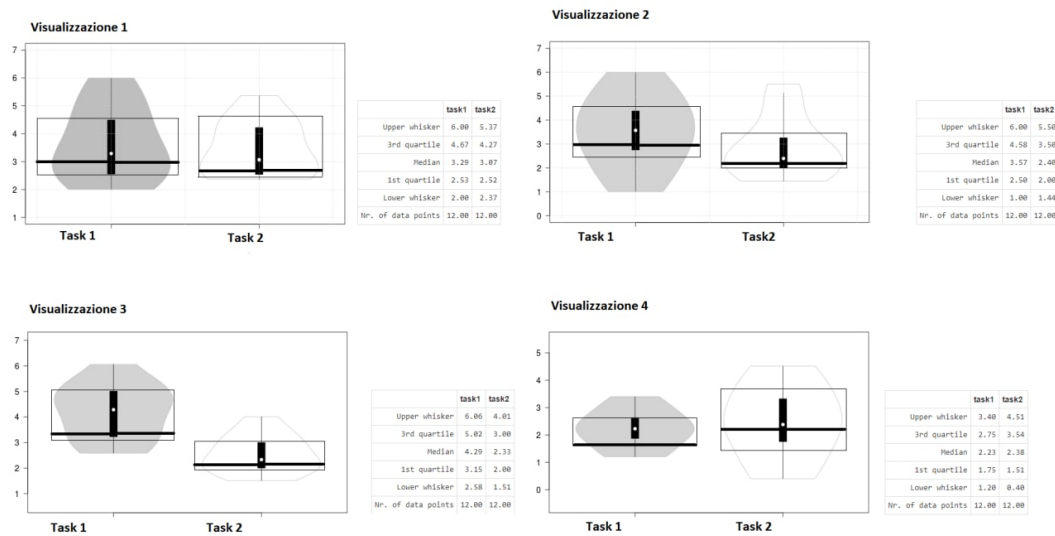 Visualizzazione 1
7
6
5
4
3
2
1
Task 1 Task 2
task1 task2
Upper whisker 6.00 5.37
3rd quartile 4.67 4.27
Median 3.29 3.07
1st quartile 2.53 2.52
Lower whisker 2.00 2.37
Nr. of data points 12.00 12.00
Visualizzazione 2
7
6
5
4
3
2
1
0
Task 1 Task2
task1 task2
Upper whisker 6.00 5.50
3rd quartile 4.58 3.50
Median 3.57 2.40
1st quartile 2.50 2.00
Lower whisker 1.00 1.44
Nr. of data points 12.00 12.00
Visualizzazione 3
7
6
5
4
3
2
1
Task 1 Task 2
task1 task2
Upper whisker 6.06 4.01
3rd quartile 5.02 3.00
Median 4.29 2.33
1st quartile 3.15 2.00
Lower whisker 2.58 1.51
Nr. of data points 12.00 12.00
Visualizzazione 4
5
4
3
2
1
0
Task 1 Task 2
task1 task2
Upper whisker 3.40 4.51
3rd quartile 2.75 3.54
Median 2.23 2.38
1st quartile 1.75 1.51
Lower whisker 1.20 0.40
Nr. of data points 12.00 12.00